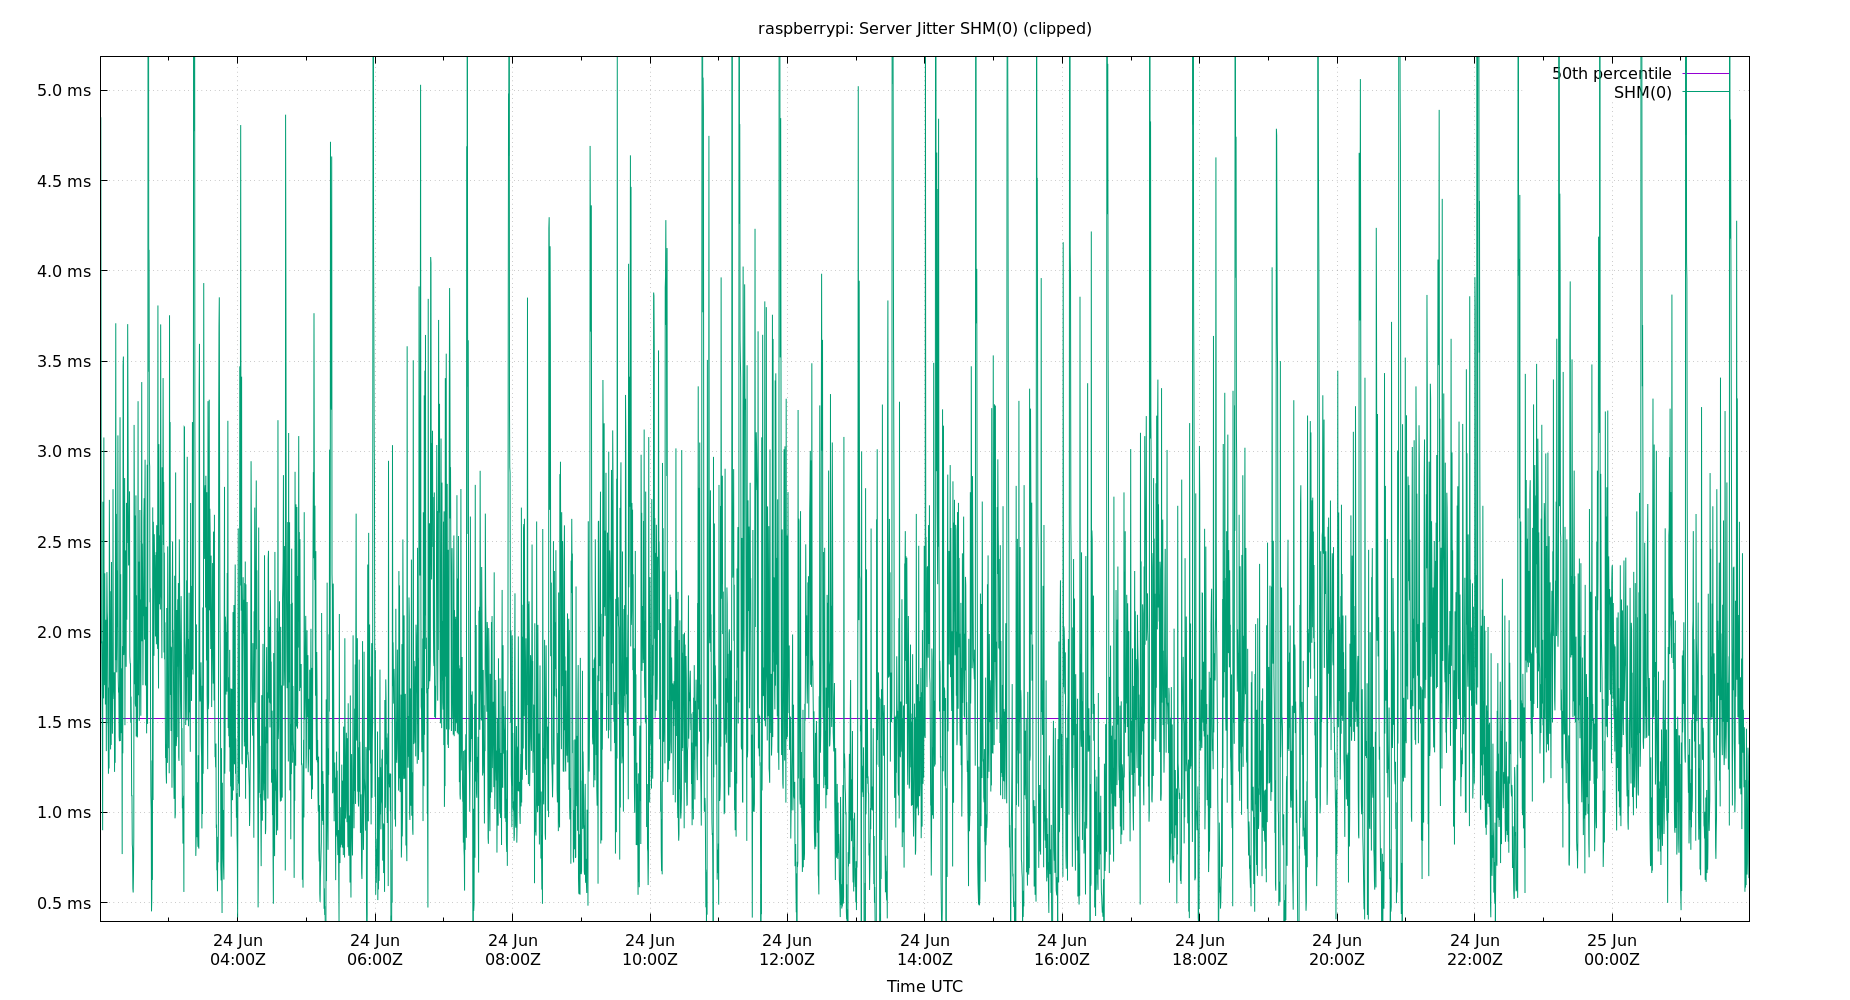 raspberrypi: Server Jitter SHM(0) (clipped)
50th percentile
SHM(0)
5.0 ms
4.5 ms
4.0 ms
3.5 ms
3.0 ms
2.5 ms
2.0 ms
1.5 ms
1.0 ms
0.5 ms
24 Jun 24 Jun 24 Jun 24 Jun 24 Jun 24 Jun 24 Jun 24 Jun 24 Jun 24 Jun 25 Jun
04:00Z 06:00Z 08:00Z 10:00Z 12:00Z 14:00Z 16:00Z 18:00Z 20:00Z 22:00Z 00:00Z
Time UTC